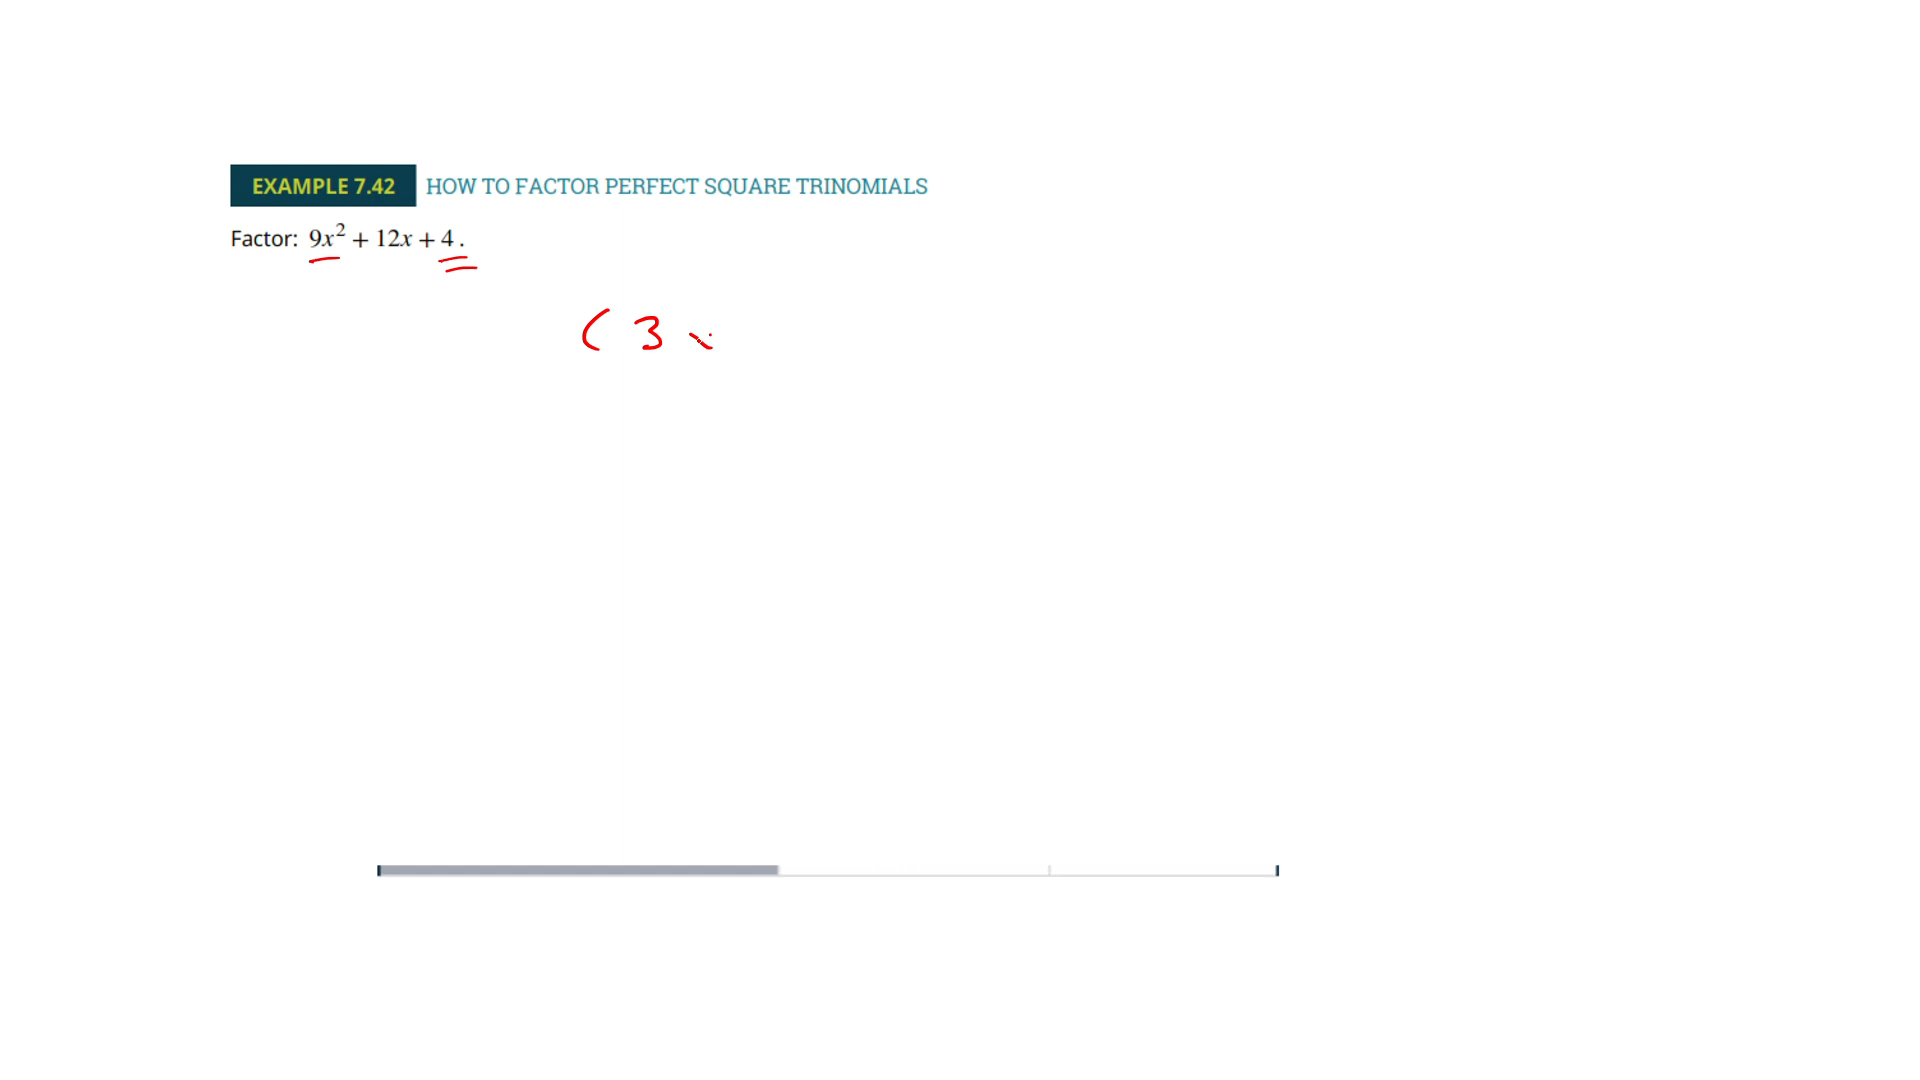 EXAMPLE 7.42 HOW TO FACTOR PERFECT SQUARE TRINOMIALS
Factor: 9x² + 12x + 4 .
( 3